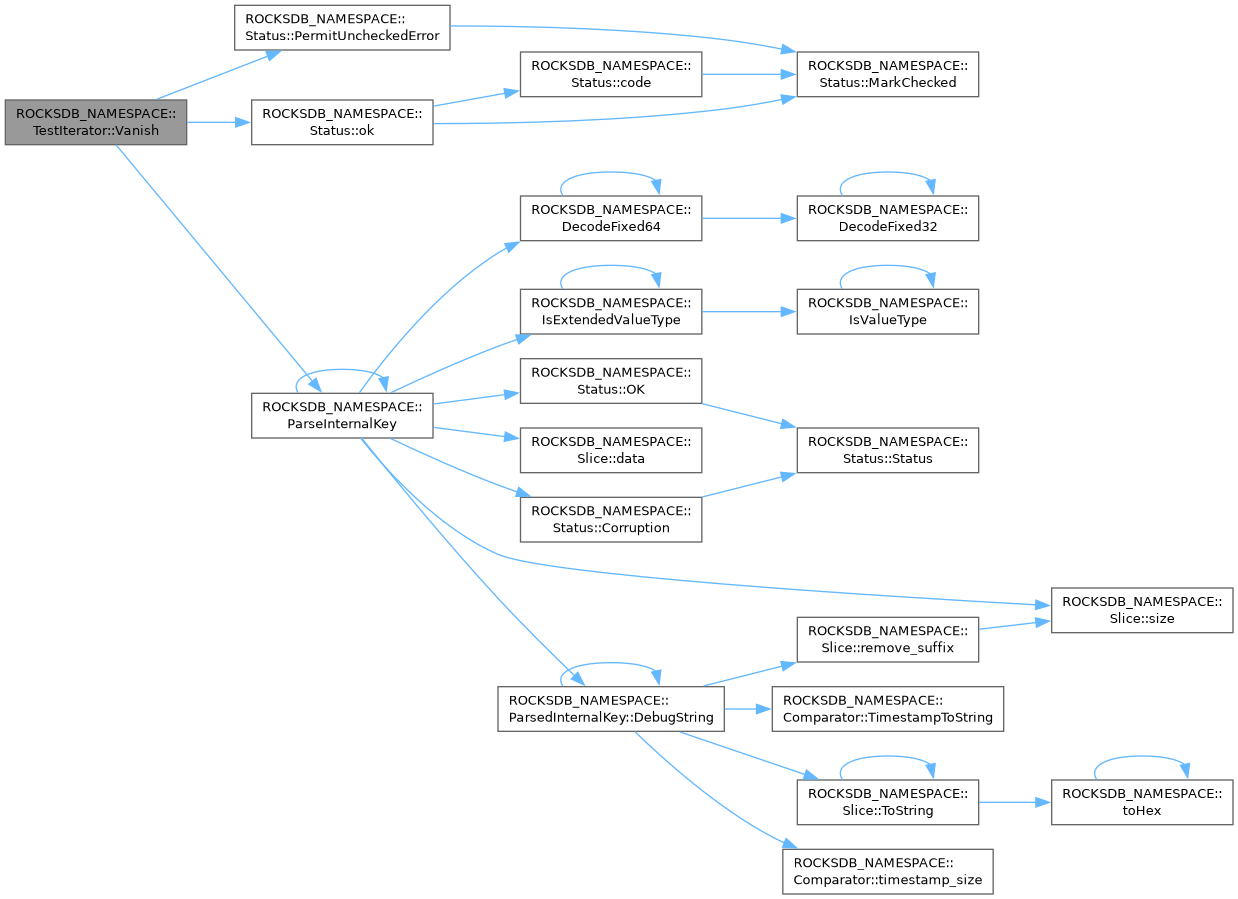 ROCKSDB_NAMESPACE::
TestIterator::Vanish
ROCKSDB_NAMESPACE::
Status::PermitUncheckedError
ROCKSDB_NAMESPACE::
Status::ok
ROCKSDB_NAMESPACE::
Status::code
ROCKSDB_NAMESPACE::
Status::MarkChecked
ROCKSDB_NAMESPACE::
ParseInternalKey
ROCKSDB_NAMESPACE::
DecodeFixed64
ROCKSDB_NAMESPACE::
DecodeFixed32
ROCKSDB_NAMESPACE::
IsExtendedValueType
ROCKSDB_NAMESPACE::
IsValueType
ROCKSDB_NAMESPACE::
Status::OK
ROCKSDB_NAMESPACE::
Slice::data
ROCKSDB_NAMESPACE::
Status::Status
ROCKSDB_NAMESPACE::
Status::Corruption
ROCKSDB_NAMESPACE::
Slice::size
ROCKSDB_NAMESPACE::
Slice::remove_suffix
ROCKSDB_NAMESPACE::
ParsedInternalKey::DebugString
ROCKSDB_NAMESPACE::
Comparator::TimestampToString
ROCKSDB_NAMESPACE::
Slice::ToString
ROCKSDB_NAMESPACE::
toHex
ROCKSDB_NAMESPACE::
Comparator::timestamp_size